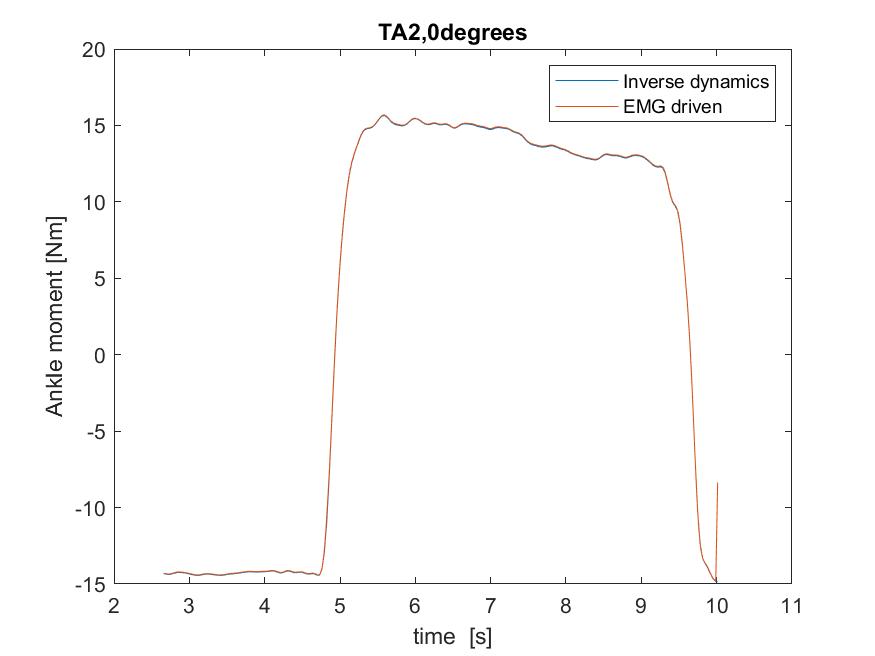 TA2,0degrees
20
15
10
5
0
-5
-10
-15
Ankle moment [Nm]
Inverse dynamics
EMG driven
2 3 4 5 6 7 8 9 10 11
time [s]